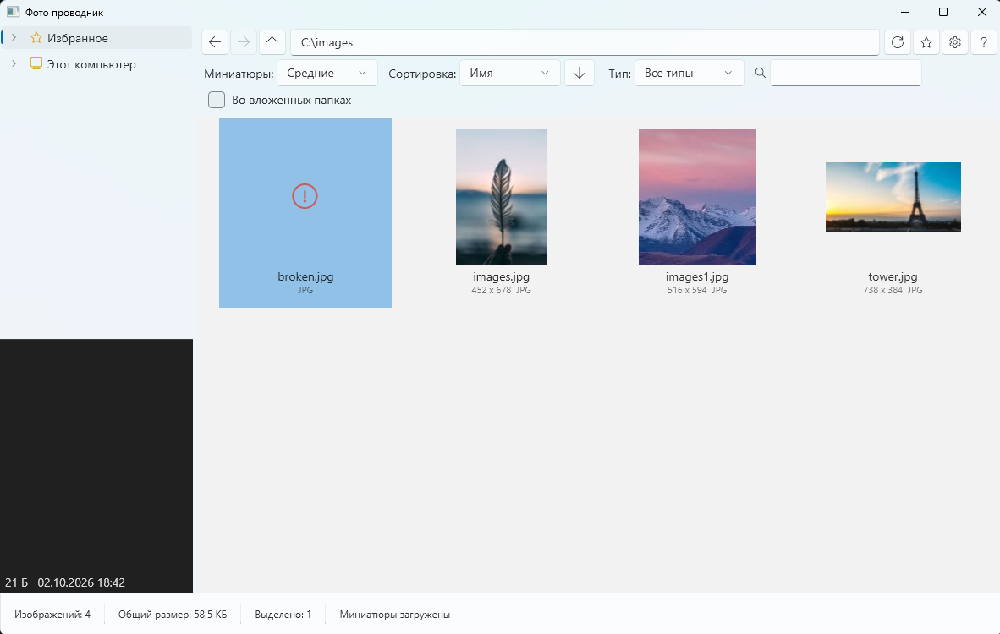 Фото проводник
Избранное
Этот компьютер
C:\images
?
Миниатюры: Средние Сортировка: Имя Тип: Все типы
Во вложенных папках
!
broken.jpg
JPG
images.jpg
452 x 678 JPG
images1.jpg
516 x 594 JPG
tower.jpg
738 x 384 JPG
21 Б 02.10.2026 18:42
Изображений: 4 Общий размер: 58.5 КБ Выделено: 1 Миниатюры загружены